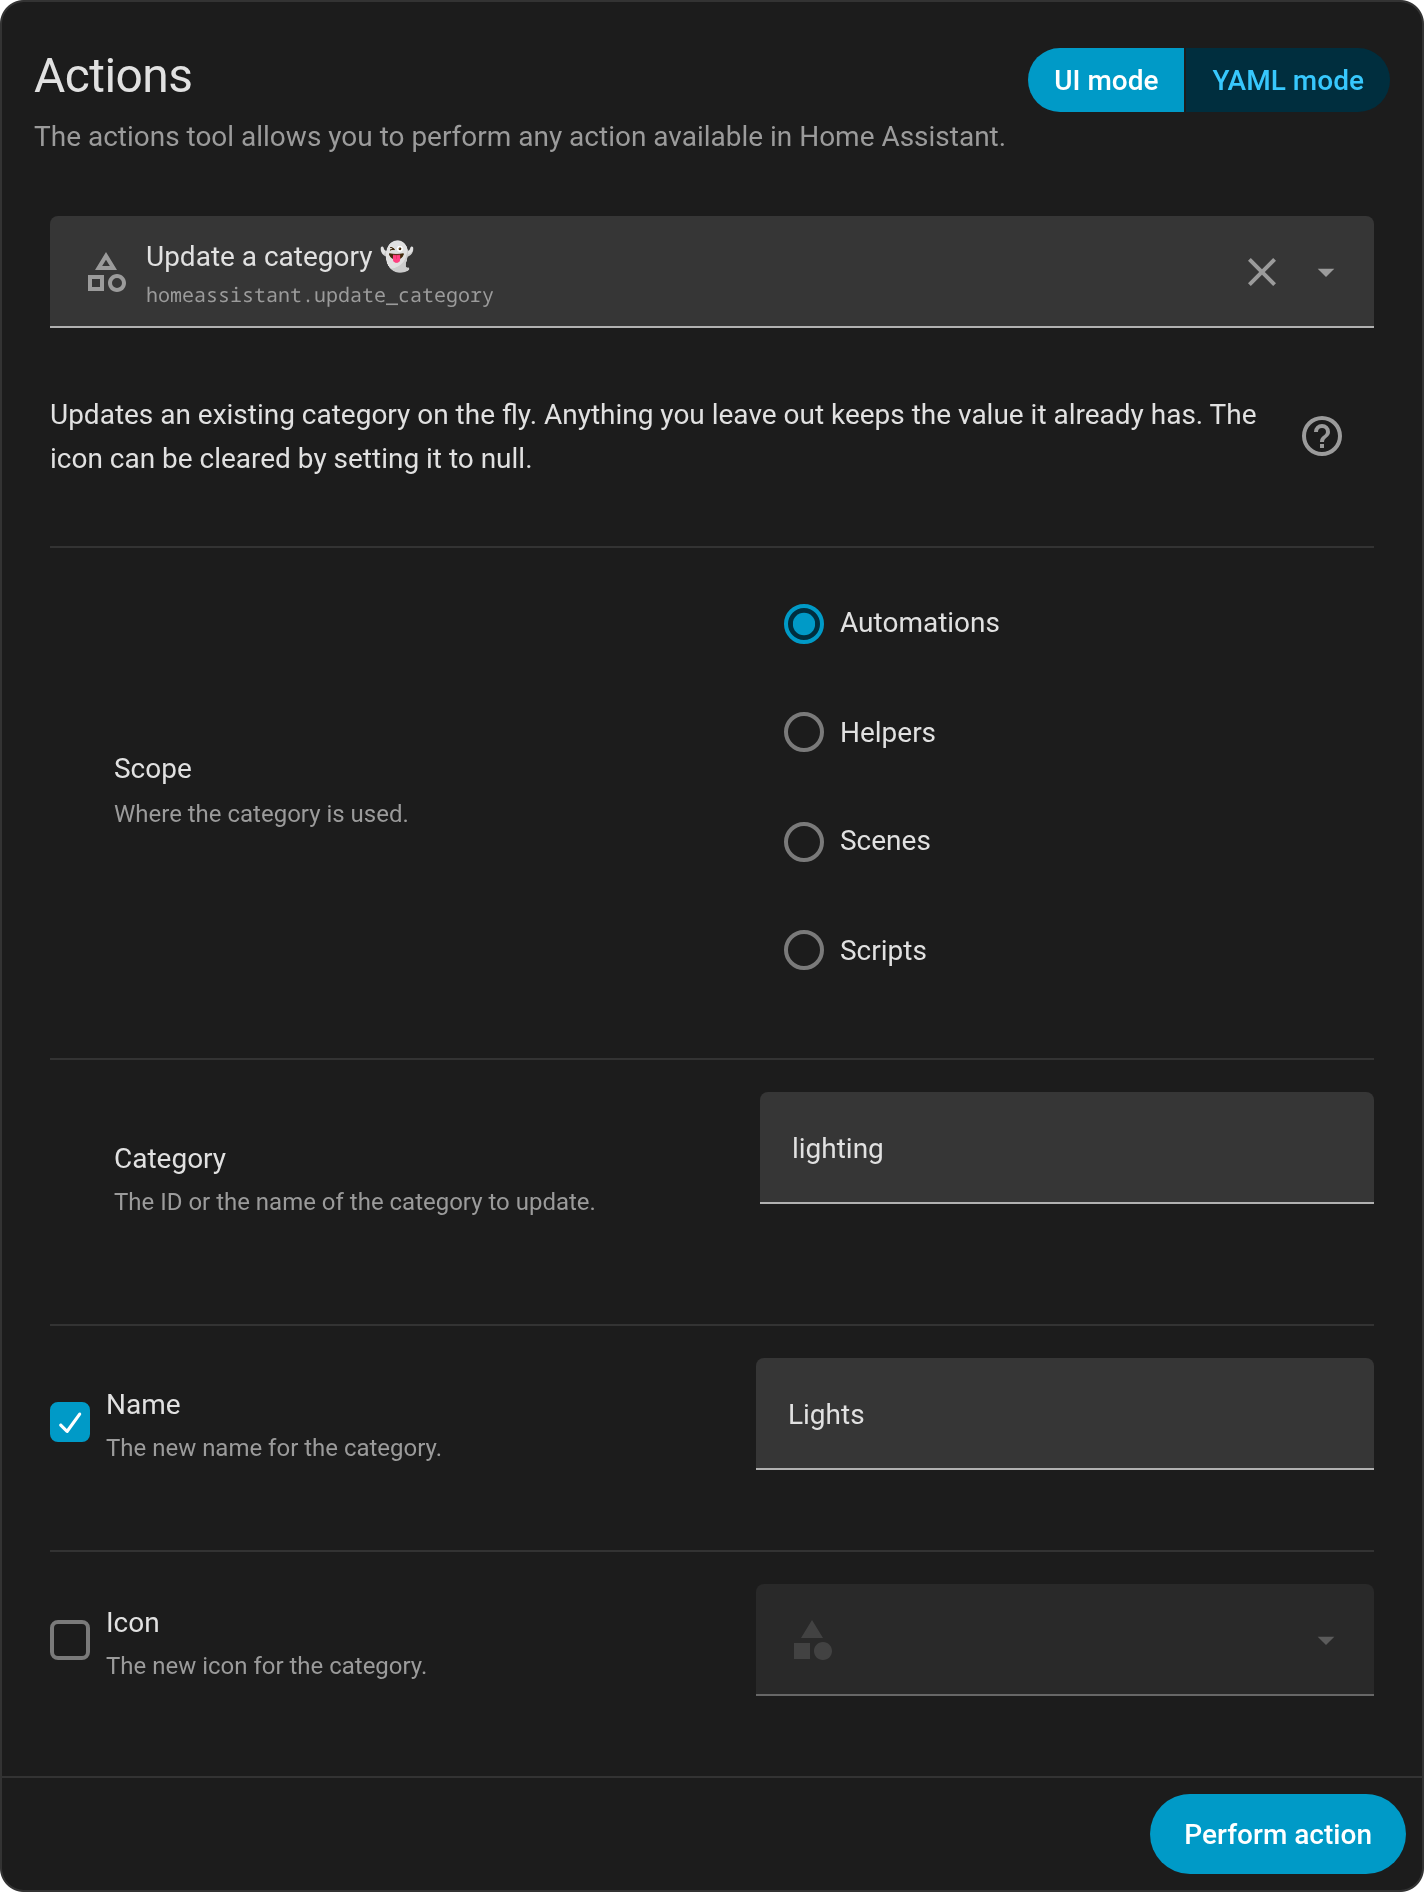 Actions
UI mode
YAML mode
The actions tool allows you to perform any action available in Home Assistant.
Update a category 👻
homeassistant.update_category
Updates an existing category on the fly. Anything you leave out keeps the value it already has. The
icon can be cleared by setting it to null.
Scope
Where the category is used.
Automations
Helpers
Scenes
Scripts
Category
The ID or the name of the category to update.
lighting
Name
The new name for the category.
Lights
Icon
The new icon for the category.
Perform action